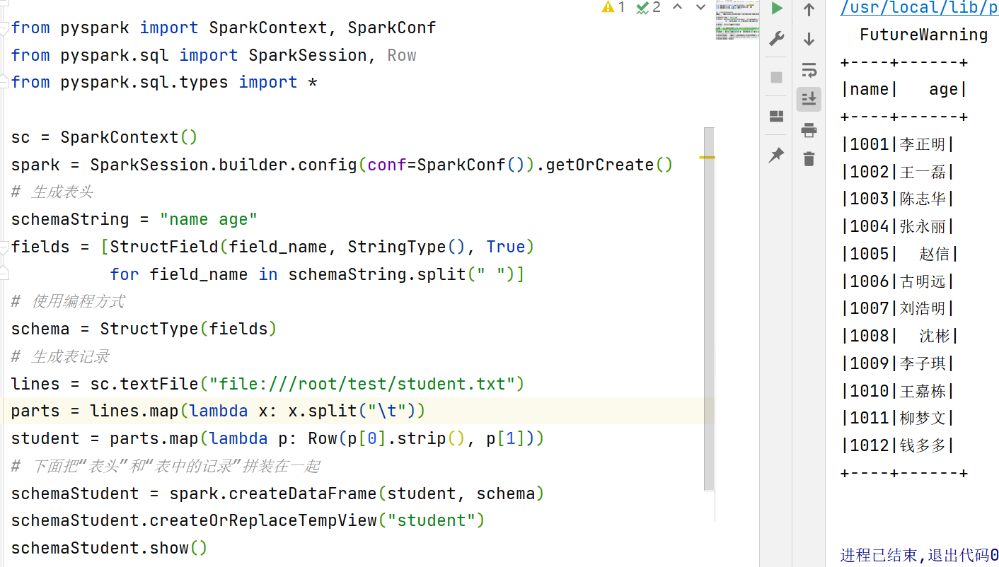 1 2
from pyspark import SparkContext, SparkConf
from pyspark.sql import SparkSession, Row
from pyspark.sql.types import *
sc = SparkContext()
spark = SparkSession.builder.config(conf=SparkConf()).getOrCreate()
# 生成表头
schemaString = "name age"
fields = [StructField(field_name, StringType(), True)
for field_name in schemaString.split(" ")]
# 使用编程方式
schema = StructType(fields)
# 生成表记录
lines = sc.textFile("file:///root/test/student.txt")
parts = lines.map(lambda x: x.split("\t"))
student = parts.map(lambda p: Row(p[0].strip(), p[1]))
# 下面把“表头”和“表中的记录”拼装在一起
schemaStudent = spark.createDataFrame(student, schema)
schemaStudent.createOrReplaceTempView("student")
schemaStudent.show()
/usr/local/lib/p
FutureWarning
+----+------+
|name|   age|
+----+------+
|1001|李正明|
|1002|王一磊|
|1003|陈志华|
|1004|张永丽|
|1005|  赵信|
|1006|古明远|
|1007|刘浩明|
|1008|  沈彬|
|1009|李子琪|
|1010|王嘉栋|
|1011|柳梦文|
|1012|钱多多|
+----+------+
进程已结束,退出代码0